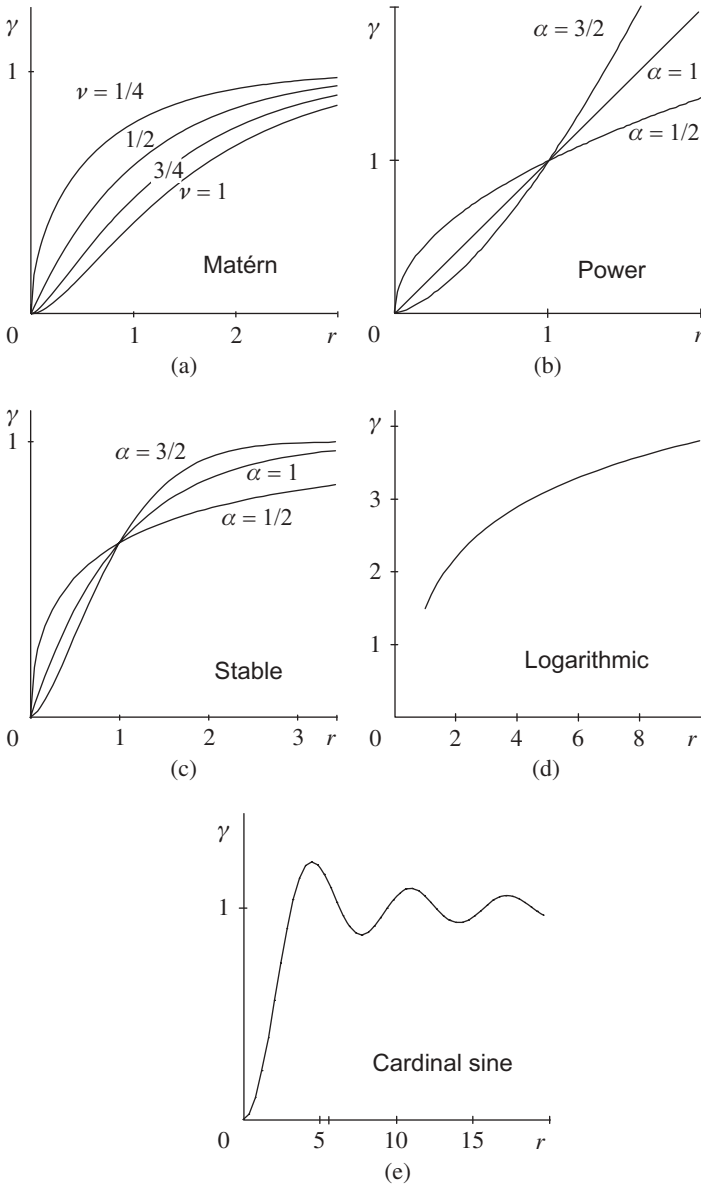 γ
1
ν = 1/4
1/2
3/4
ν = 1
Matérn
0
1
2
r
(a)
γ
α = 3/2
α = 1
α = 1/2
1
Power
0
1
r
(b)
γ
1
α = 3/2
α = 1
α = 1/2
Stable
0
1
2
3
r
(c)
γ
3
2
1
Logarithmic
0
2
4
6
8
r
(d)
γ
1
Cardinal sine
0
5
10
15
r
(e)